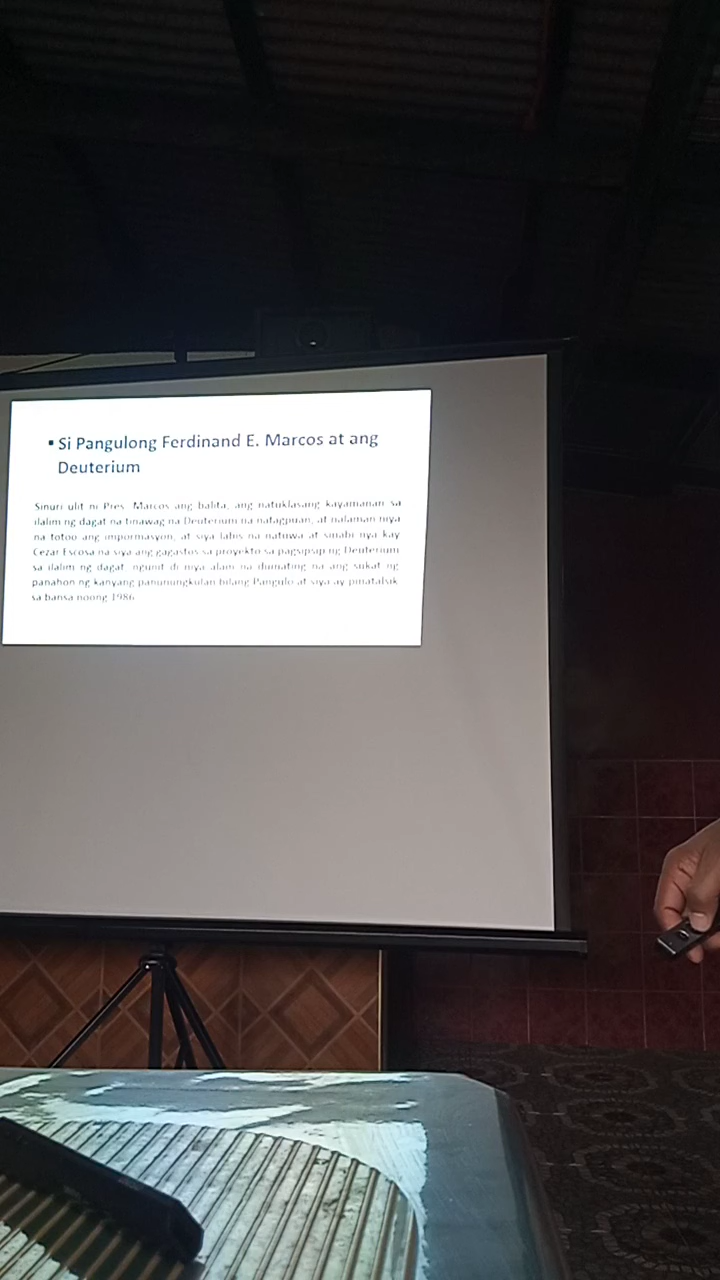 ▪ Si Pangulong Ferdinand E. Marcos at ang
Deuterium
Sinuri ulit ni Pres. Marcos ang balita, ang natuklasang kayamanan sa
ilalim ng dagat na tinawag na Deuterium na natagpuan, at nalaman niya
na totoo ang impormasyon, at siya labis na natuwa at sinabi nya kay
Cezar Escosa na siya ang gagastos sa proyekto sa pagsipsip ng Deuterium
sa ilalim ng dagat, ngunit di niya alam na dumating na ang sukat ng
panahon ng kanyang panunungkulan bilang Pangulo at siya ay pinatalsik
sa bansa noong 1986